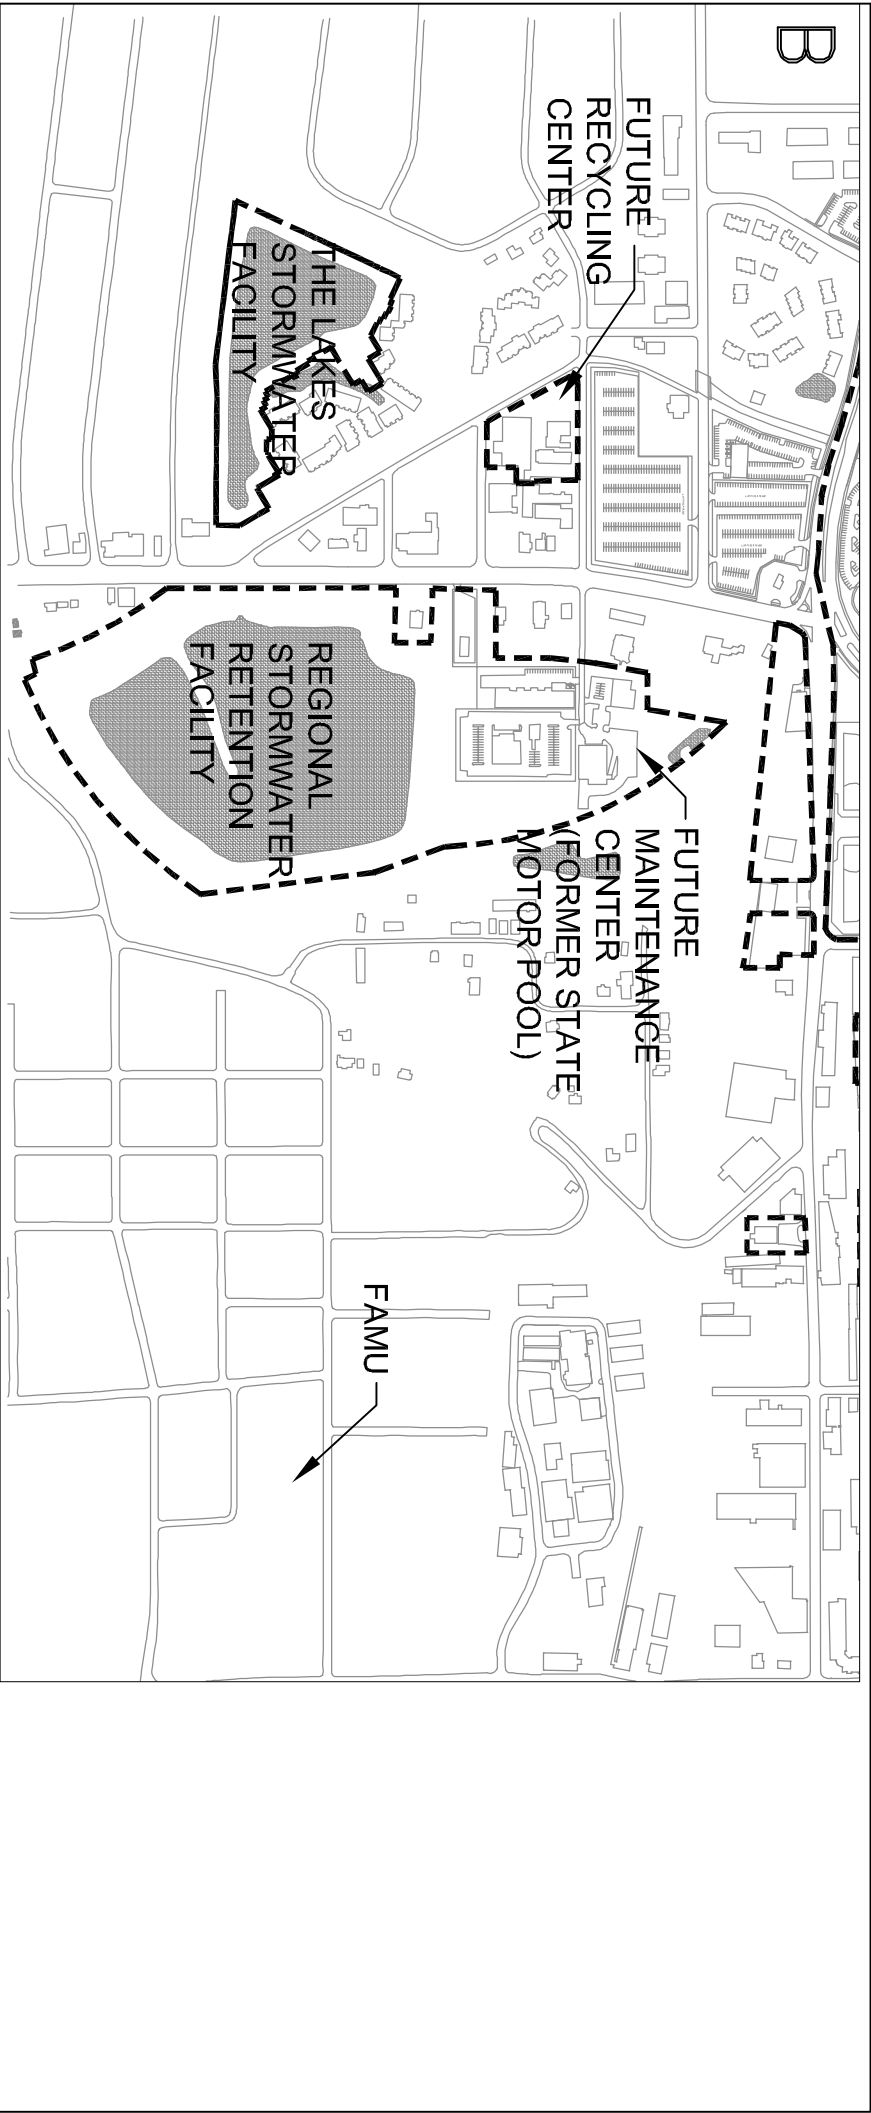 B
FUTURE
RECYCLING
CENTER
THE LAKES
STORMWATER
FACILITY
REGIONAL
STORMWATER
RETENTION
FACILITY
FUTURE
MAINTENANCE
CENTER
(FORMER STATE
MOTOR POOL)
FAMU